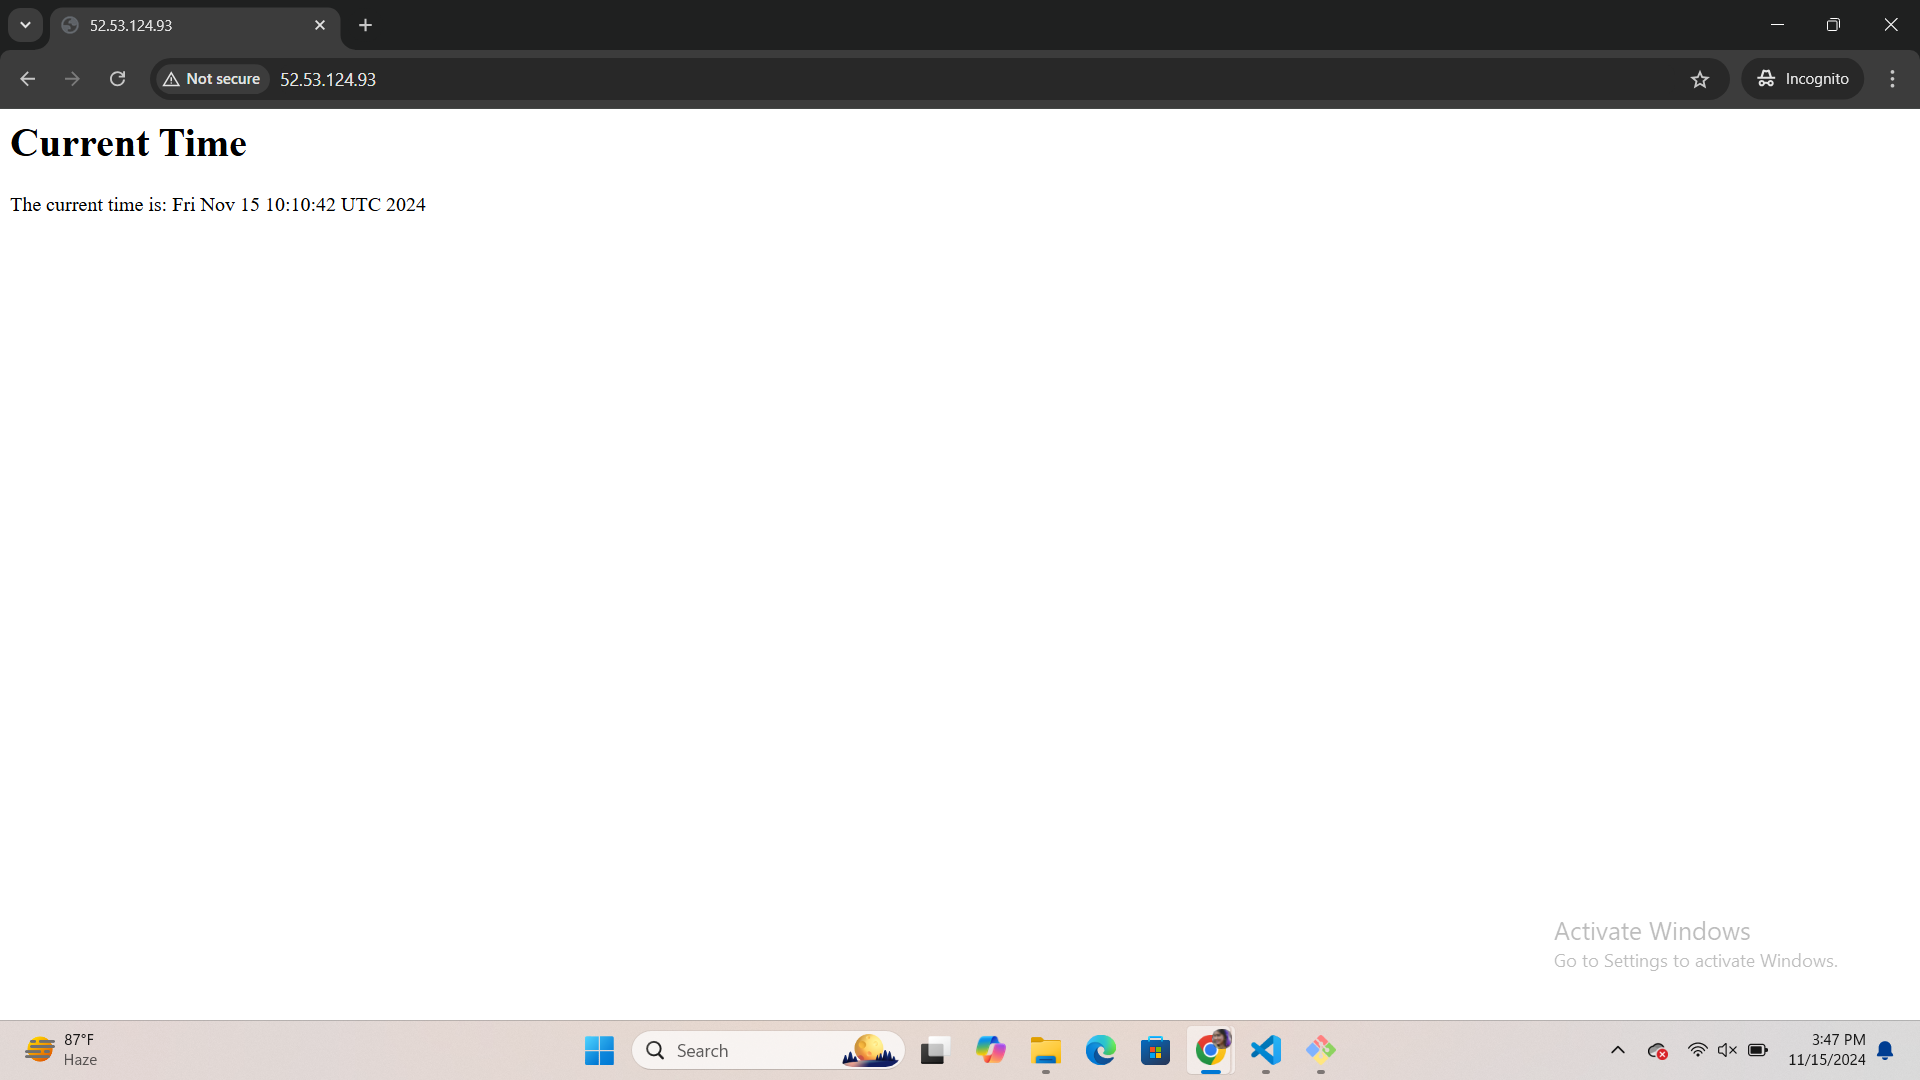 52.53.124.93
Not secure
52.53.124.93
Incognito
Current Time
The current time is: Fri Nov 15 10:10:42 UTC 2024
Activate Windows
Go to Settings to activate Windows.
87°F
Haze
Search
3:47 PM
11/15/2024